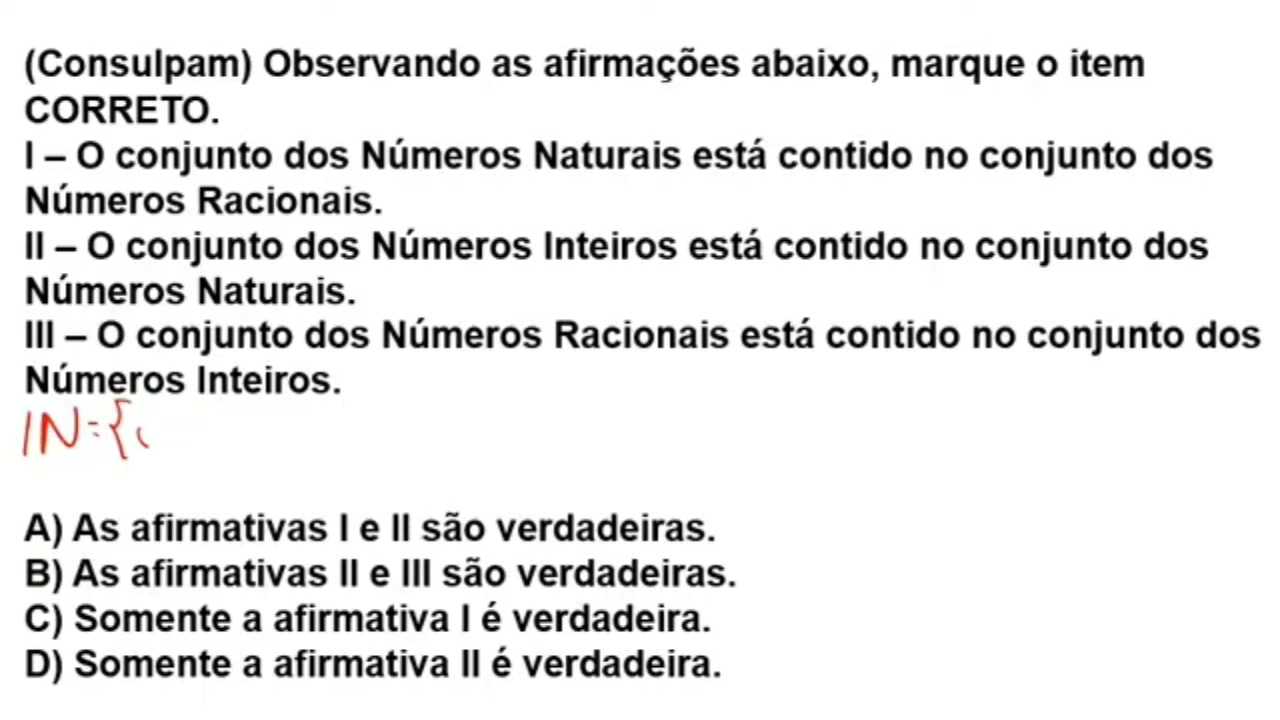 (Consulpam) Observando as afirmações abaixo, marque o item
CORRETO.
I – O conjunto dos Números Naturais está contido no conjunto dos
Números Racionais.
II – O conjunto dos Números Inteiros está contido no conjunto dos
Números Naturais.
III – O conjunto dos Números Racionais está contido no conjunto dos
Números Inteiros.
IN={(
A) As afirmativas I e II são verdadeiras.
B) As afirmativas II e III são verdadeiras.
C) Somente a afirmativa I é verdadeira.
D) Somente a afirmativa II é verdadeira.